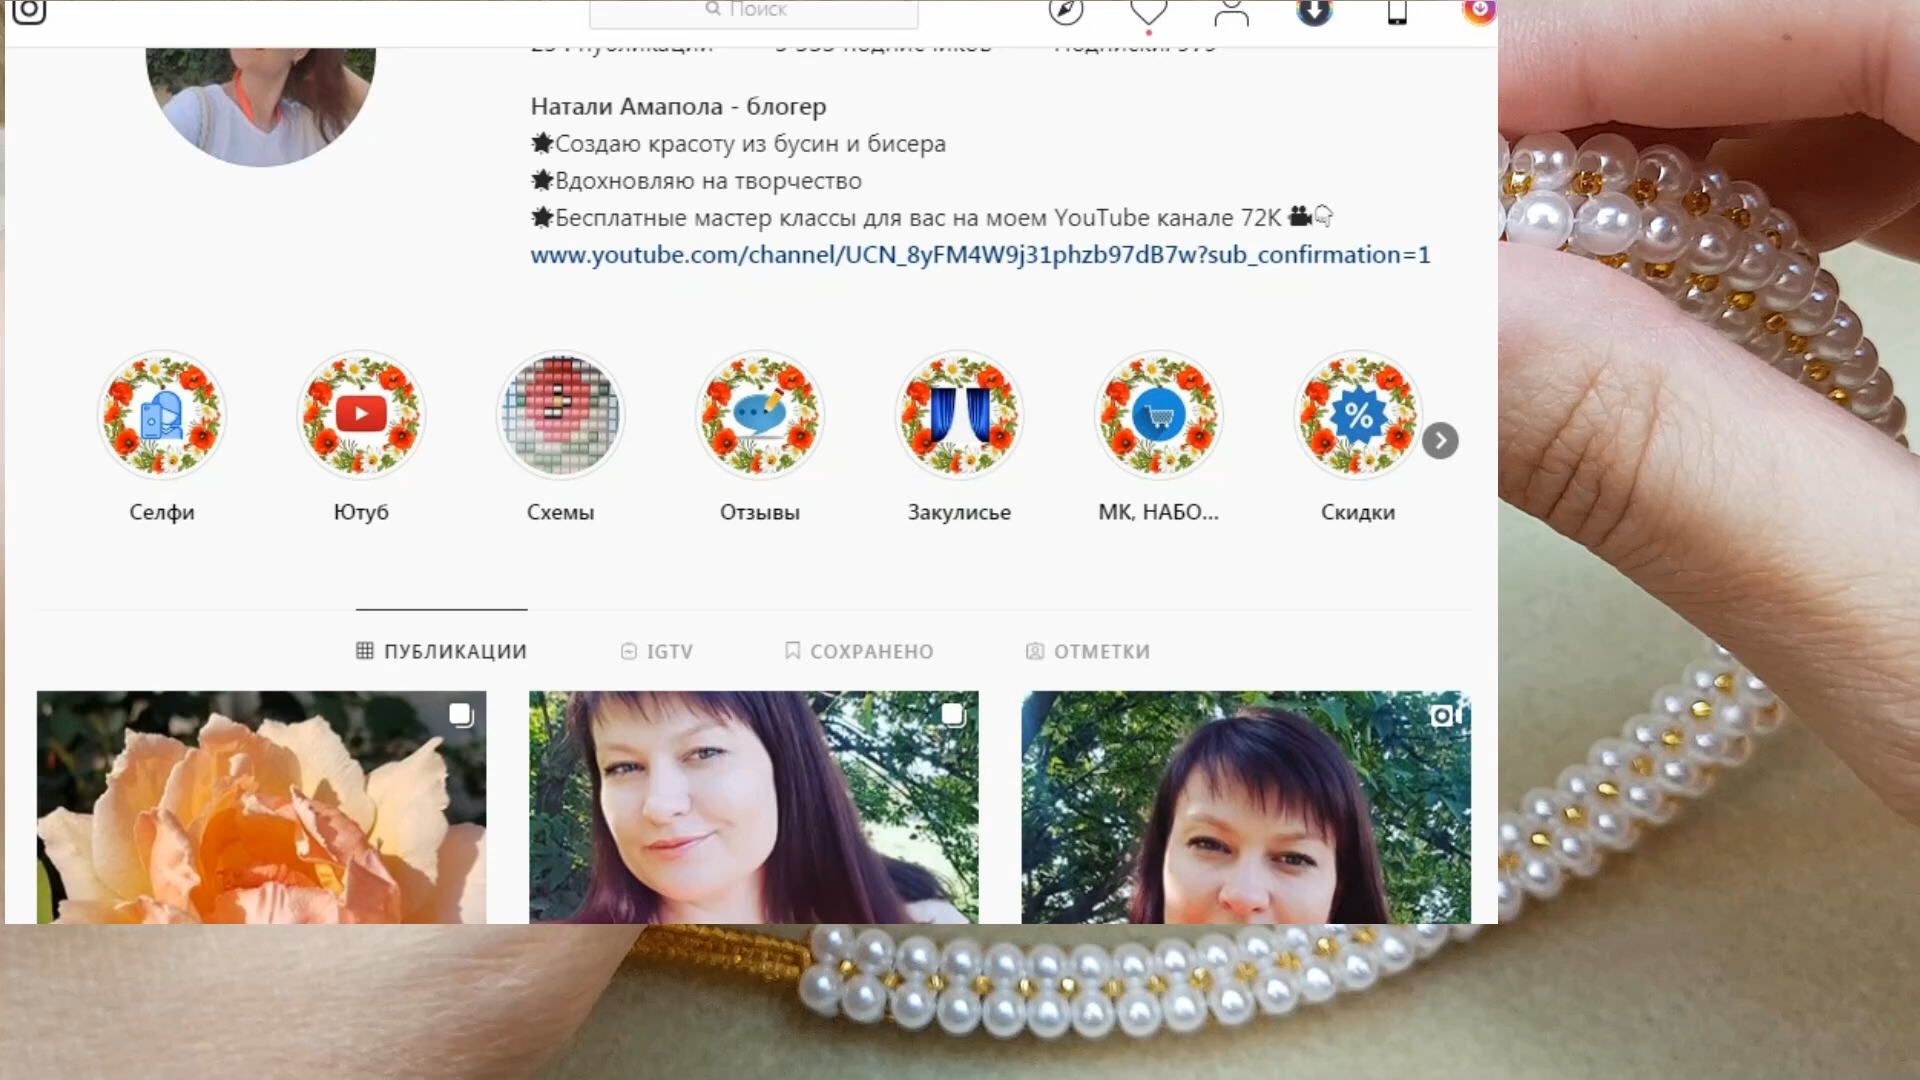 Поиск
Натали Амапола - блогер
Создаю красоту из бусин и бисера
Вдохновляю на творчество
Бесплатные мастер классы для вас на моем YouTube канале 72К
www.youtube.com/channel/UCN_8yFM4W9j31phzb97dB7w?sub_confirmation=1
Селфи
Ютуб
Схемы
Отзывы
Закулисье
МК, НАБО...
Скидки
ПУБЛИКАЦИИ
IGTV
СОХРАНЕНО
ОТМЕТКИ